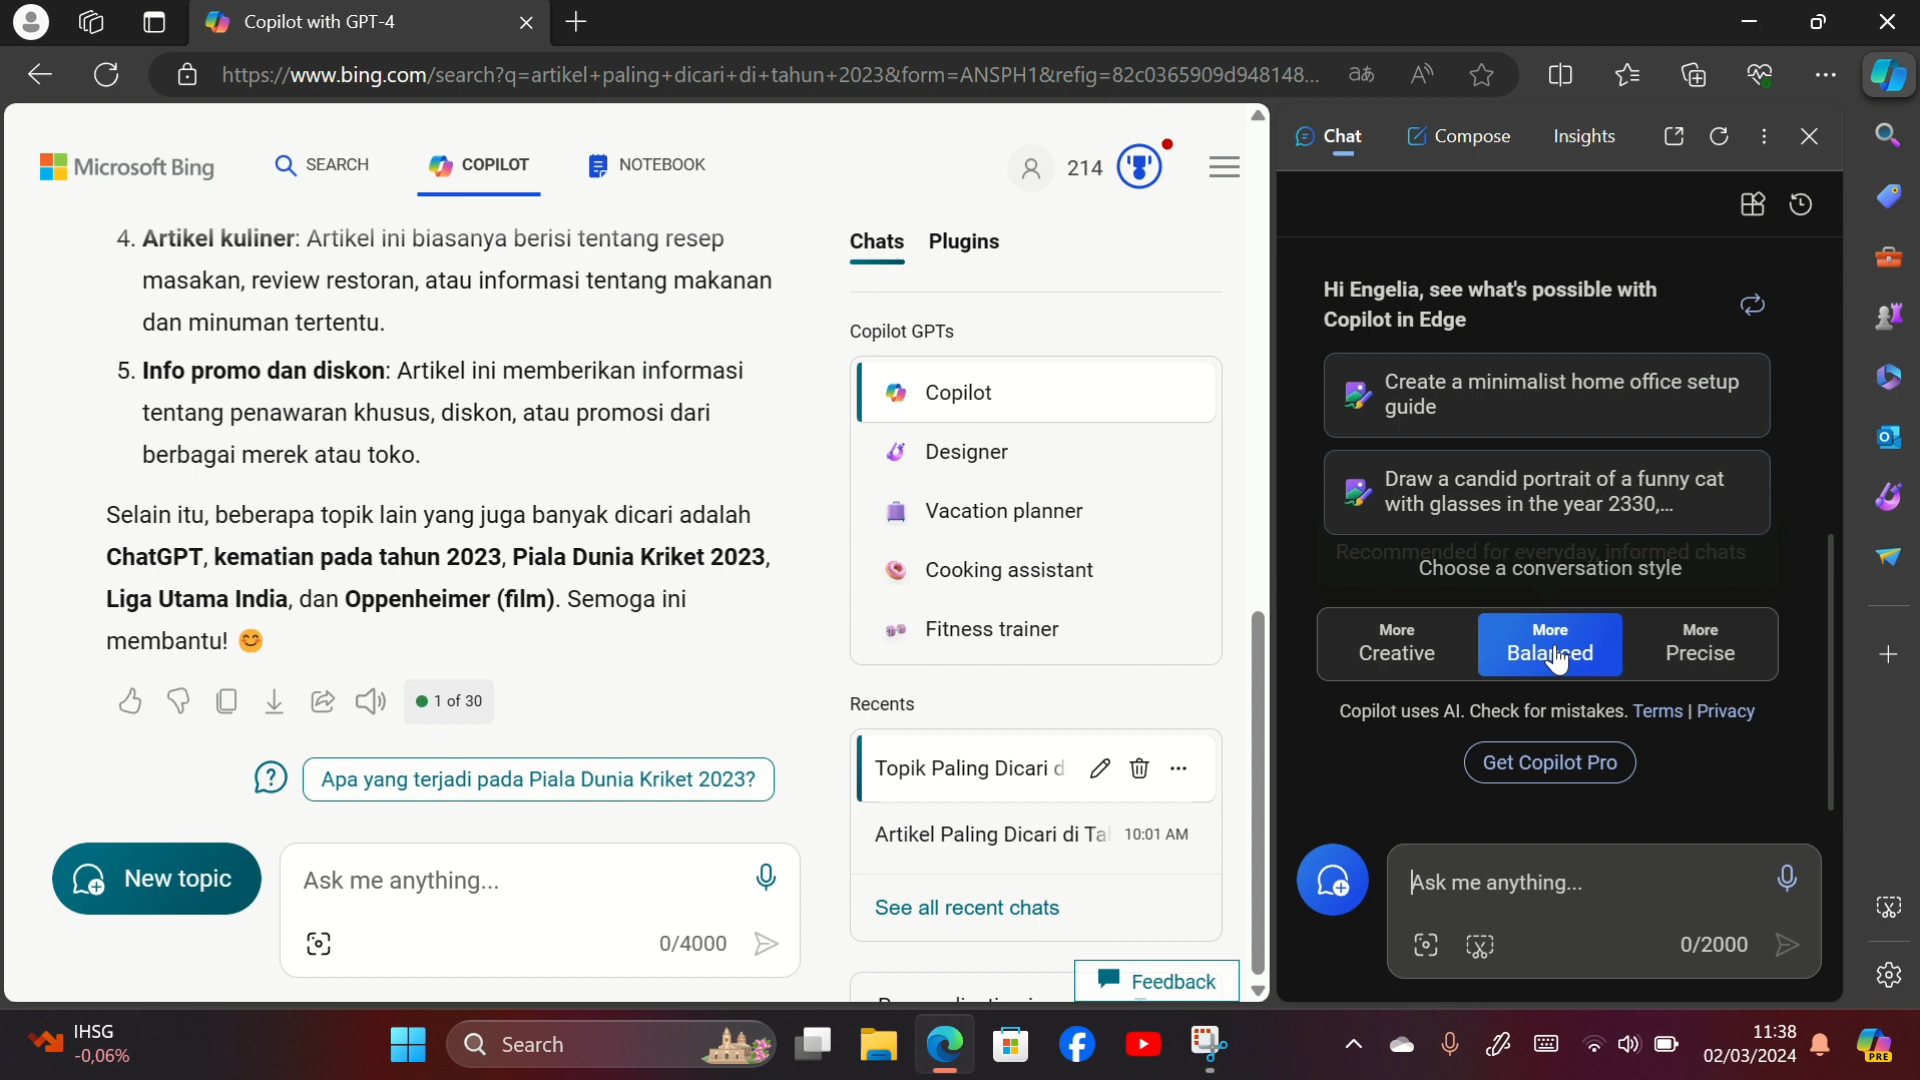 Copilot with GPT-4
https://www.bing.com/search?q=artikel+paling+dicari+di+tahun+2023&form=ANSPH1&refig=82c0365909d948148...
Microsoft Bing
SEARCH
COPILOT
NOTEBOOK
214
4. Artikel kuliner: Artikel ini biasanya berisi tentang resep
masakan, review restoran, atau informasi tentang makanan
dan minuman tertentu.
5. Info promo dan diskon: Artikel ini memberikan informasi
tentang penawaran khusus, diskon, atau promosi dari
berbagai merek atau toko.
Selain itu, beberapa topik lain yang juga banyak dicari adalah
ChatGPT, kematian pada tahun 2023, Piala Dunia Kriket 2023,
Liga Utama India, dan Oppenheimer (film). Semoga ini
membantu! 😊
1 of 30
Apa yang terjadi pada Piala Dunia Kriket 2023?
New topic
Ask me anything...
0/4000
Chats
Plugins
Copilot GPTs
Copilot
Designer
Vacation planner
Cooking assistant
Fitness trainer
Recents
Topik Paling Dicari d
Artikel Paling Dicari di Ta
10:01 AM
See all recent chats
Feedback
Chat
Compose
Insights
Hi Engelia, see what's possible with
Copilot in Edge
Create a minimalist home office setup
guide
Draw a candid portrait of a funny cat
with glasses in the year 2330,...
Recommended for everyday, informed chats
Choose a conversation style
More
Creative
More
Balanced
More
Precise
Copilot uses AI. Check for mistakes. Terms | Privacy
Get Copilot Pro
Ask me anything...
0/2000
IHSG
-0,06%
Search
11:38
02/03/2024
PRE